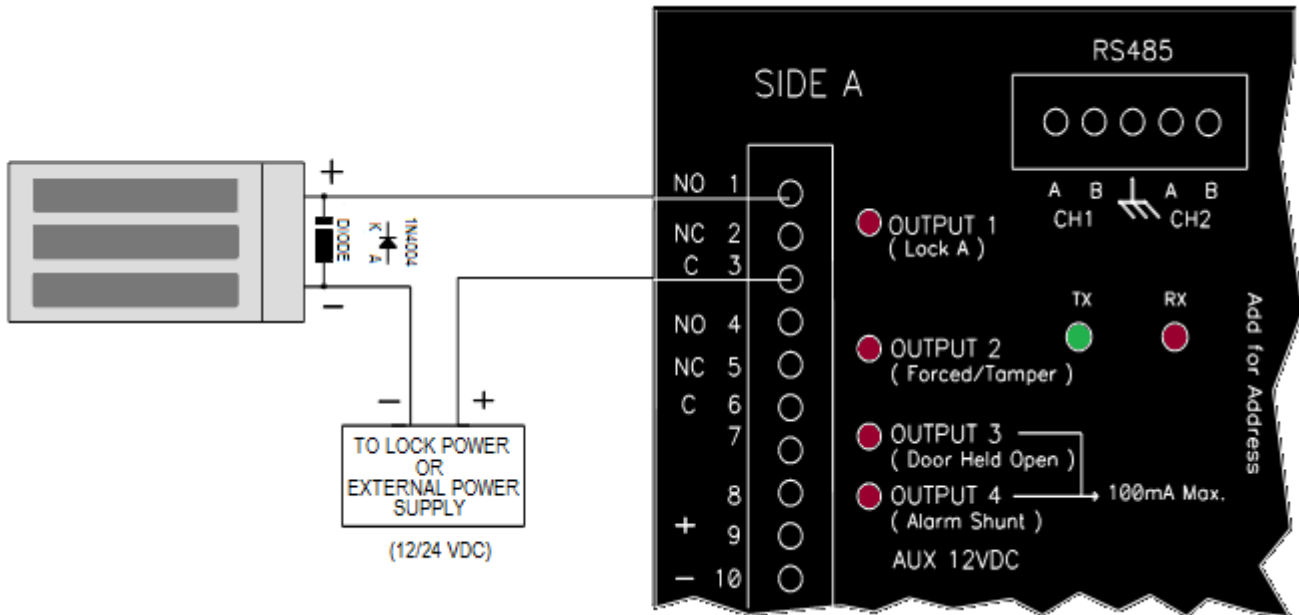 +
DIODE
K A
1N4004
−
− +
TO LOCK POWER
OR
EXTERNAL POWER
SUPPLY
(12/24 VDC)
SIDE A
RS485
A B A B
CH1 CH2
NO 1
NC 2
C 3
NO 4
NC 5
C 6
7
8
+ 9
− 10
OUTPUT 1
( Lock A )
OUTPUT 2
( Forced/Tamper )
OUTPUT 3
( Door Held Open )
OUTPUT 4
( Alarm Shunt )
100mA Max.
AUX 12VDC
TX RX
Add for Address